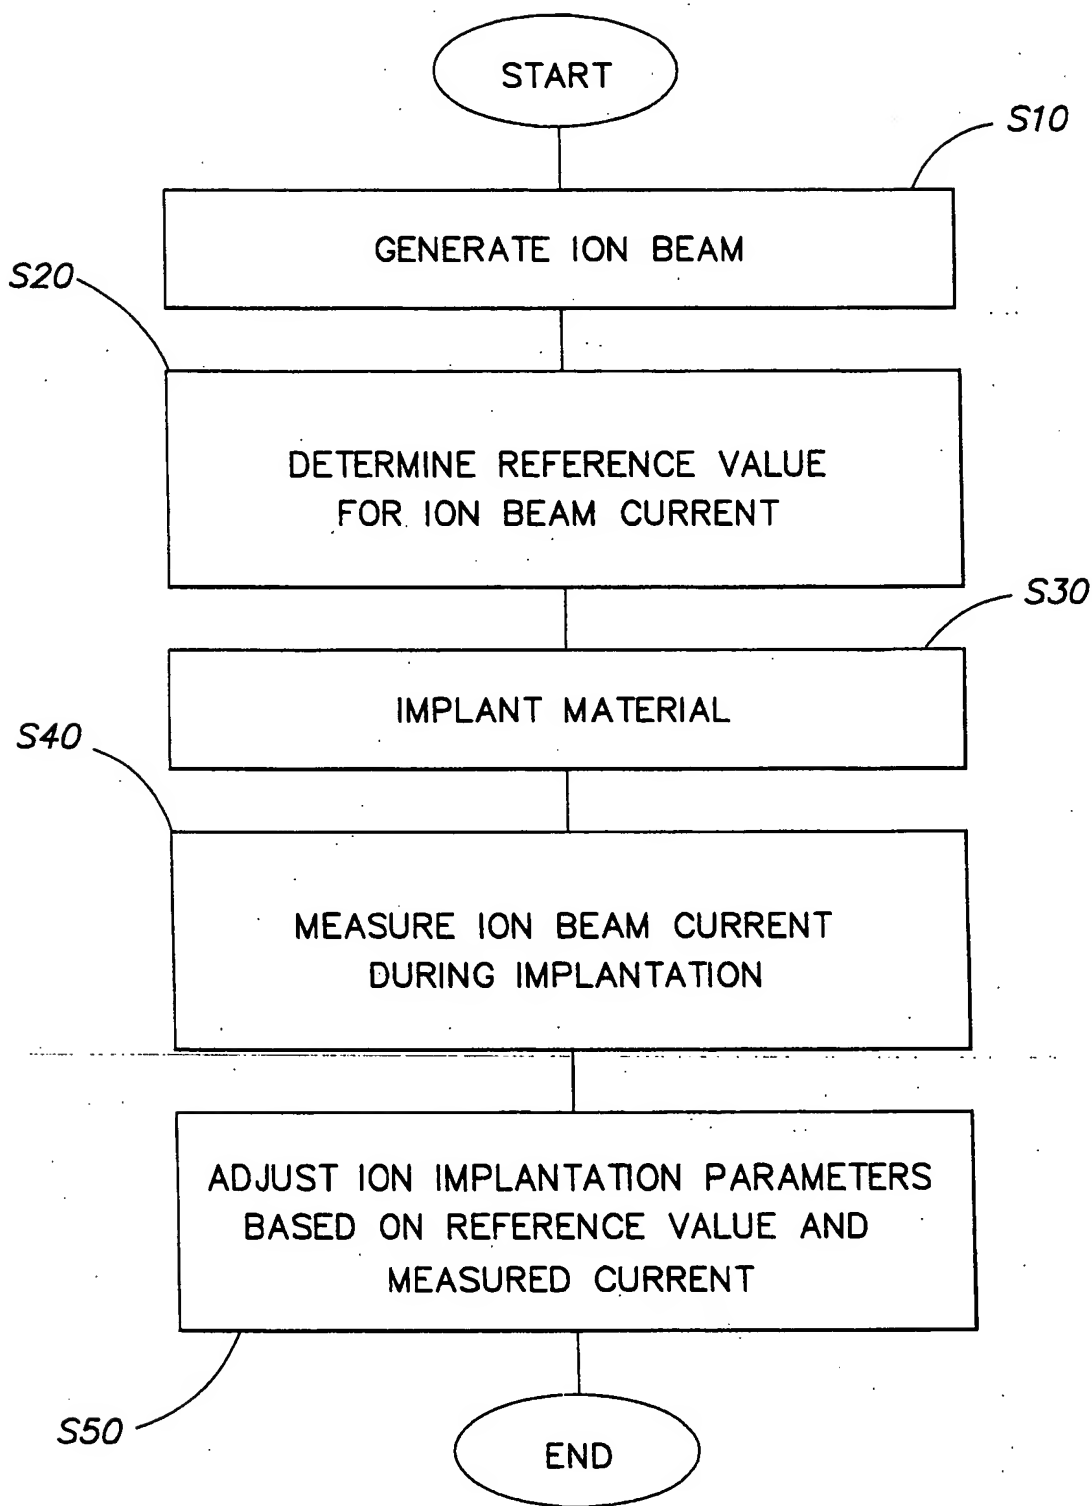 START
S10
GENERATE ION BEAM
S20
DETERMINE REFERENCE VALUE
FOR ION BEAM CURRENT
S30
IMPLANT MATERIAL
S40
MEASURE ION BEAM CURRENT
DURING IMPLANTATION
ADJUST ION IMPLANTATION PARAMETERS
BASED ON REFERENCE VALUE AND
MEASURED CURRENT
S50
END